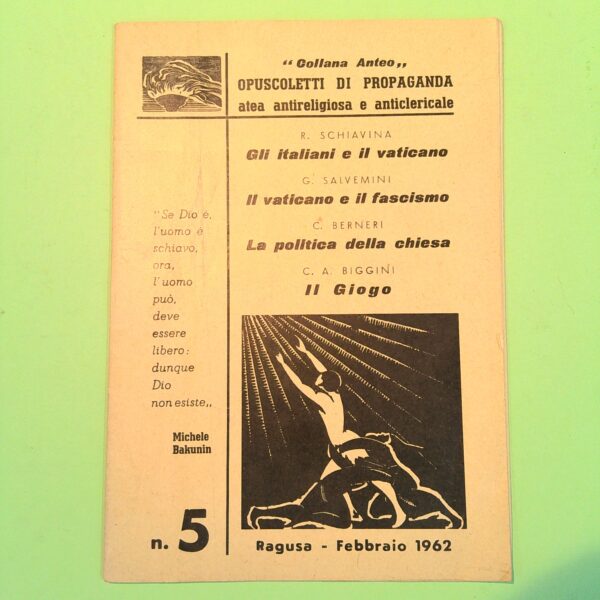 "Collana Anteo„
OPUSCOLETTI DI PROPAGANDA
atea antireligiosa e anticlericale
R. SCHIAVINA
Gli italiani e il vaticano
G. SALVEMINI
Il vaticano e il fascismo
C. BERNERI
La politica della chiesa
C. A. BIGGINI
Il Giogo
"Se Dio è,
l'uomo è
schiavo,
ora,
l'uomo
può,
deve
essere
libero:
dunque
Dio
non esiste„
Michele
Bakunin
n. 5
Ragusa - Febbraio 1962